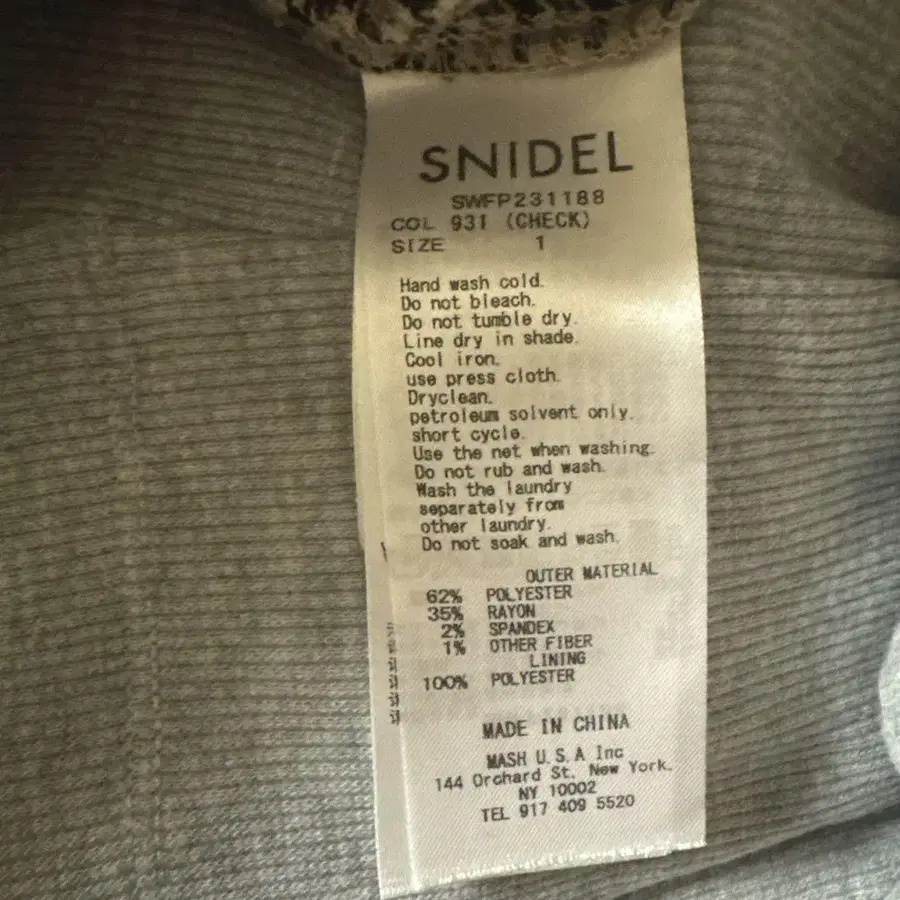 SNIDEL
SWFP231188
COL 931 (CHECK)
SIZE 1
Hand wash cold.
Do not bleach.
Do not tumble dry.
Line dry in shade.
Cool iron.
use press cloth.
Dryclean.
petroleum solvent only.
short cycle.
Use the net when washing.
Do not rub and wash.
Wash the laundry
separately from
other laundry.
Do not soak and wash.
OUTER MATERIAL
62% POLYESTER
35% RAYON
2% SPANDEX
1% OTHER FIBER
LINING
100% POLYESTER
MADE IN CHINA
MASH U.S.A Inc
144 Orchard St. New York.
NY 10002
TEL 917 409 5520